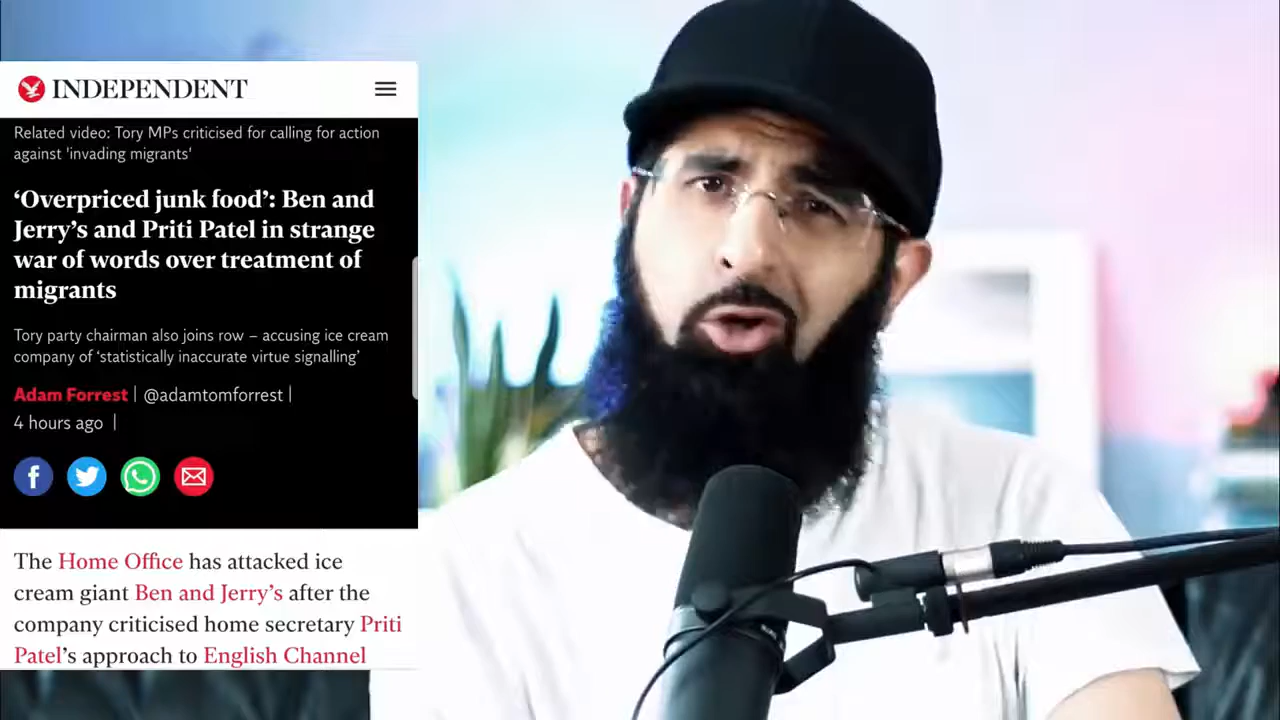 INDEPENDENT
Related video: Tory MPs criticised for calling for action
against 'invading migrants'
‘Overpriced junk food’: Ben and
Jerry’s and Priti Patel in strange
war of words over treatment of
migrants
Tory party chairman also joins row – accusing ice cream
company of ‘statistically inaccurate virtue signalling’
Adam Forrest | @adamtomforrest |
4 hours ago |
The Home Office has attacked ice
cream giant Ben and Jerry’s after the
company criticised home secretary Priti
Patel’s approach to English Channel